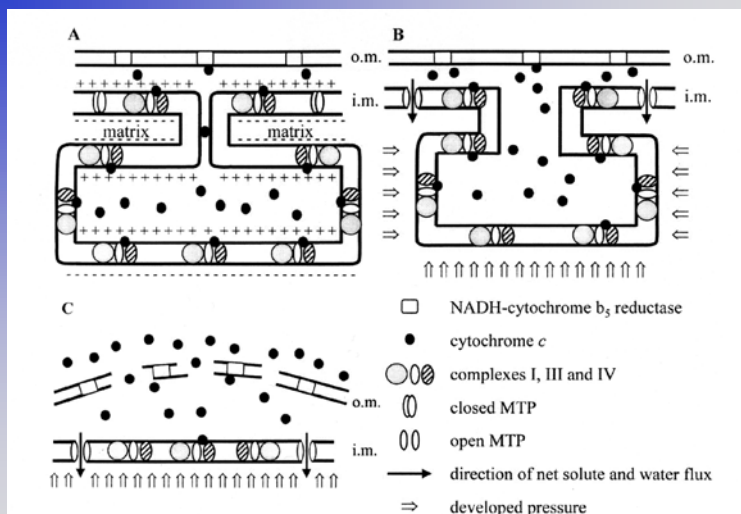 A
o.m.
+++++++++++++ +++++++++++++
i.m.
matrix
matrix
B
o.m.
i.m.
C
o.m.
i.m.
NADH-cytochrome b₅ reductase
cytochrome c
complexes I, III and IV
closed MTP
open MTP
direction of net solute and water flux
developed pressure